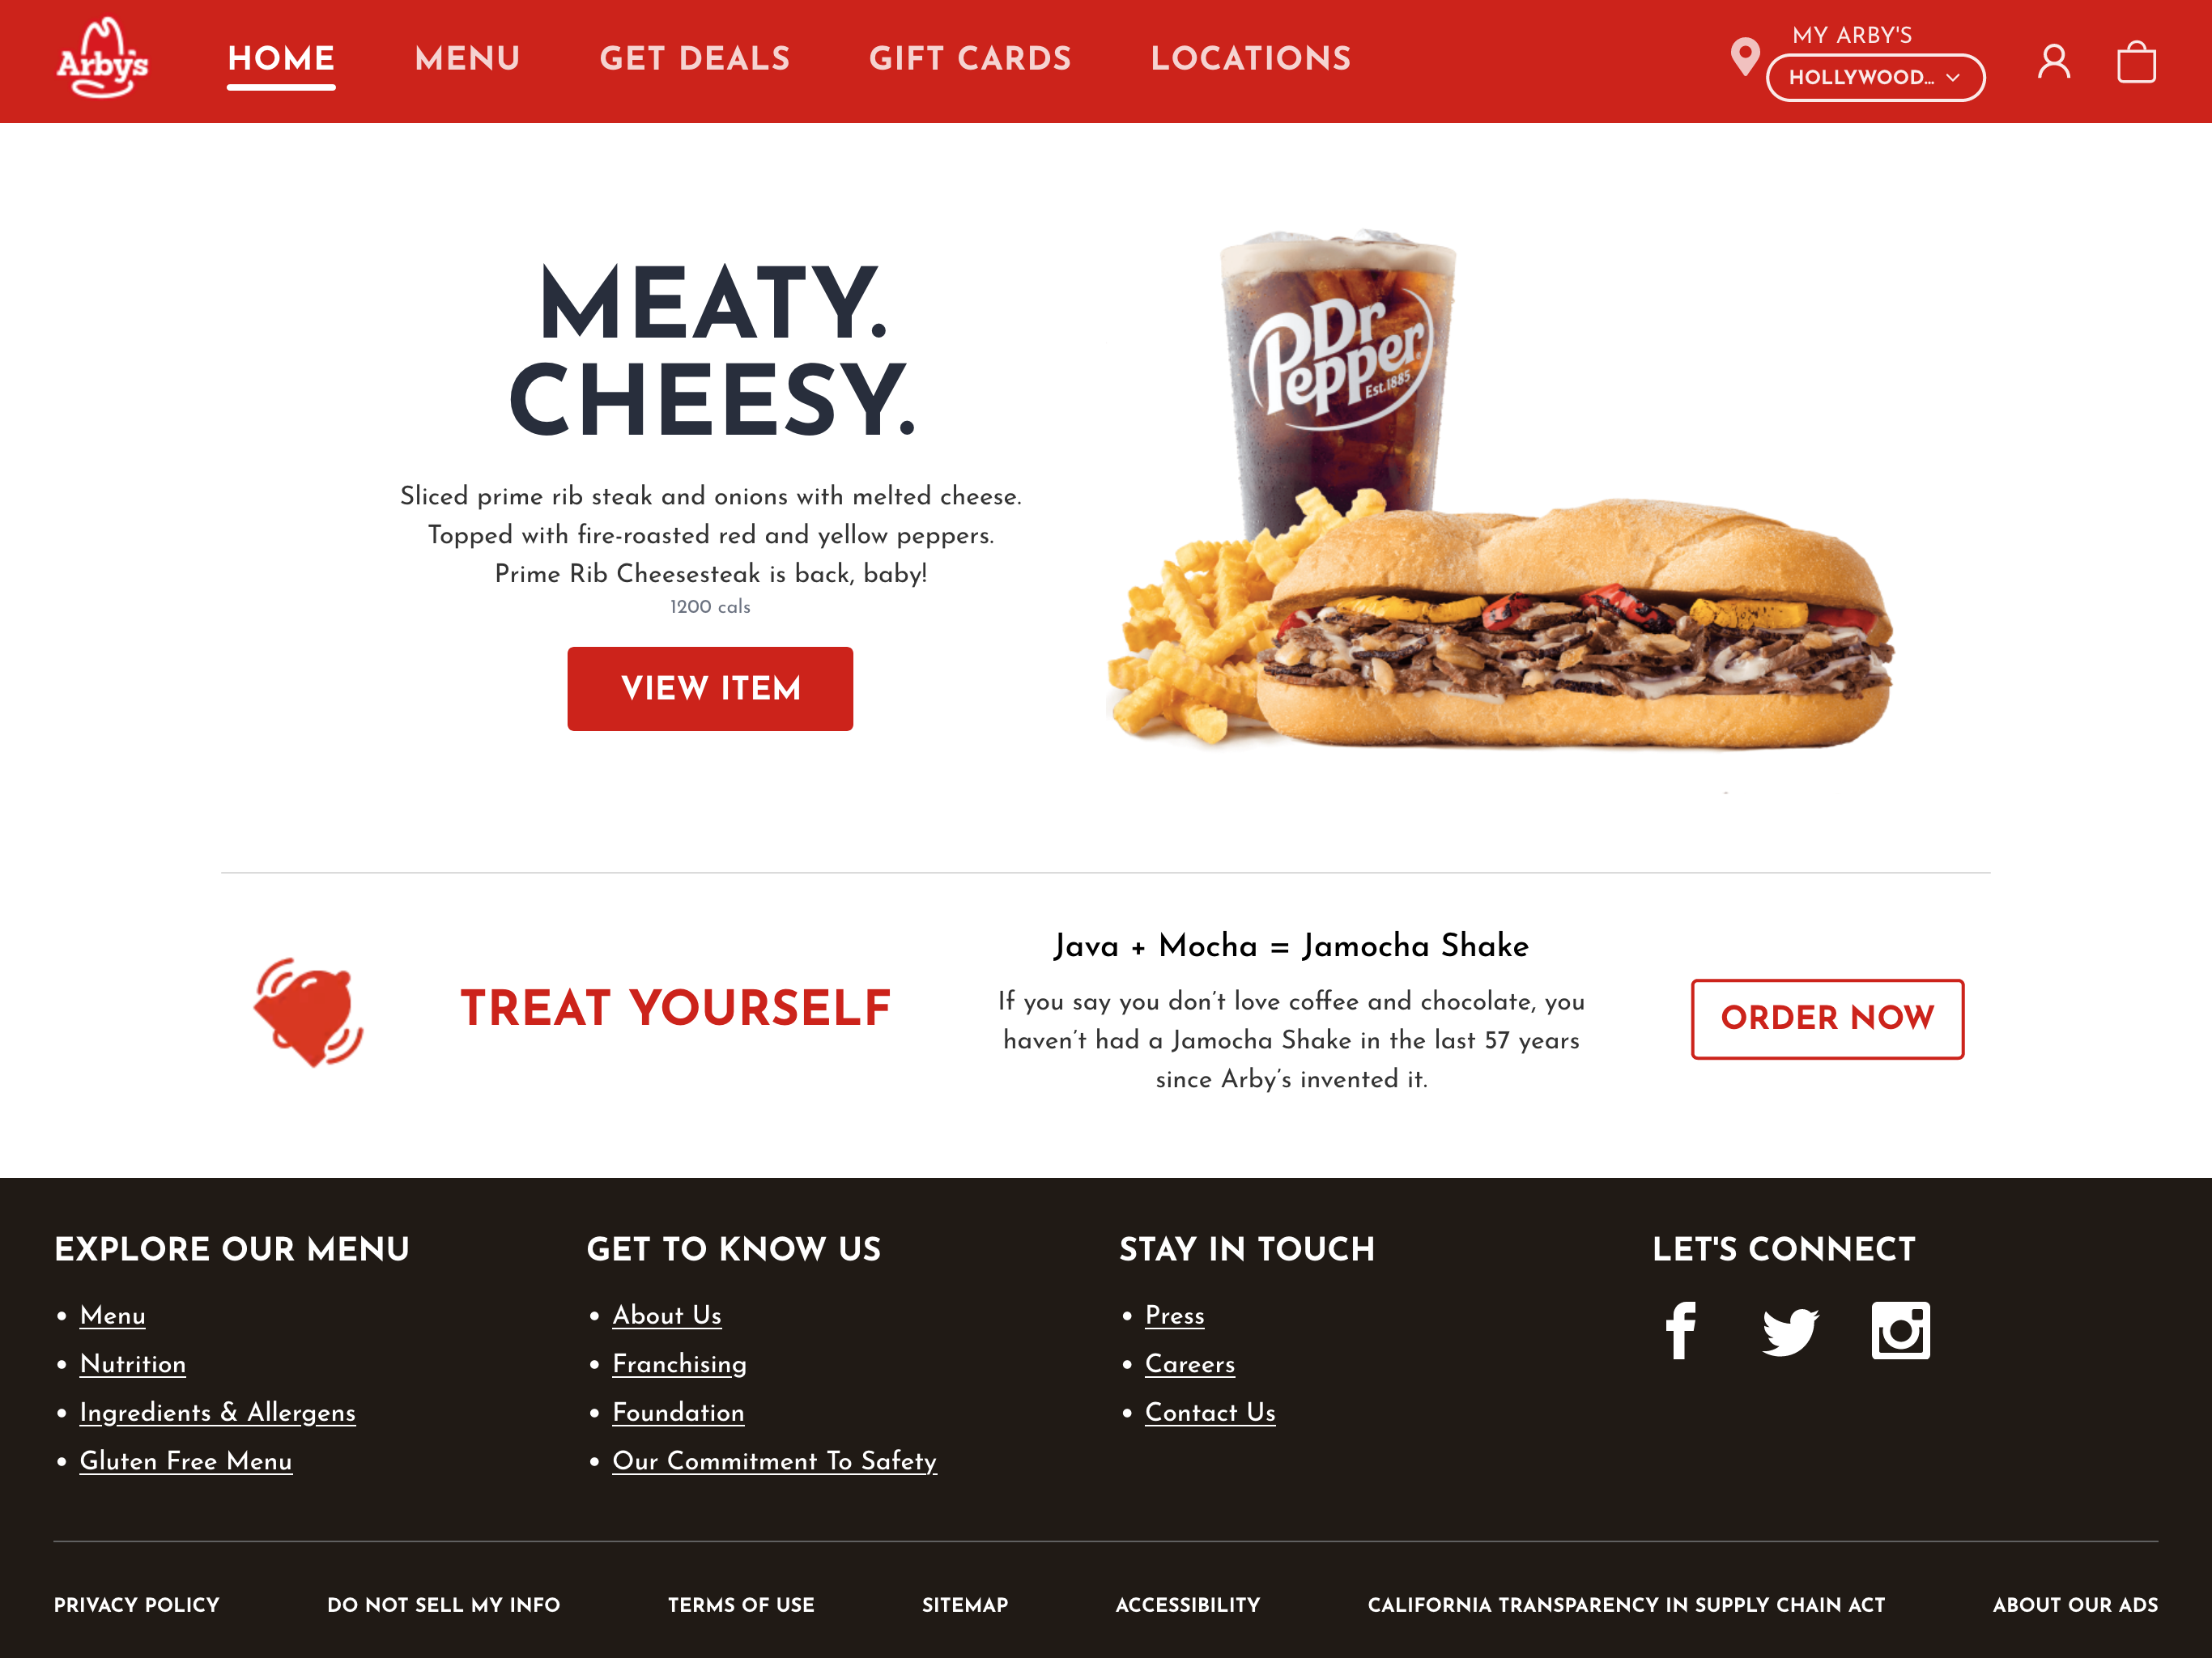 Arby's
HOME
MENU
GET DEALS
GIFT CARDS
LOCATIONS
MY ARBY'S
HOLLYWOOD...
MEATY.
CHEESY.
Sliced prime rib steak and onions with melted cheese.
Topped with fire-roasted red and yellow peppers.
Prime Rib Cheesesteak is back, baby!
1200 cals
VIEW ITEM
Dr
Pepper
Est.1885
TREAT YOURSELF
Java + Mocha = Jamocha Shake
If you say you don’t love coffee and chocolate, you
haven’t had a Jamocha Shake in the last 57 years
since Arby’s invented it.
ORDER NOW
EXPLORE OUR MENU
• Menu
• Nutrition
• Ingredients & Allergens
• Gluten Free Menu
GET TO KNOW US
• About Us
• Franchising
• Foundation
• Our Commitment To Safety
STAY IN TOUCH
• Press
• Careers
• Contact Us
LET'S CONNECT
PRIVACY POLICY
DO NOT SELL MY INFO
TERMS OF USE
SITEMAP
ACCESSIBILITY
CALIFORNIA TRANSPARENCY IN SUPPLY CHAIN ACT
ABOUT OUR ADS